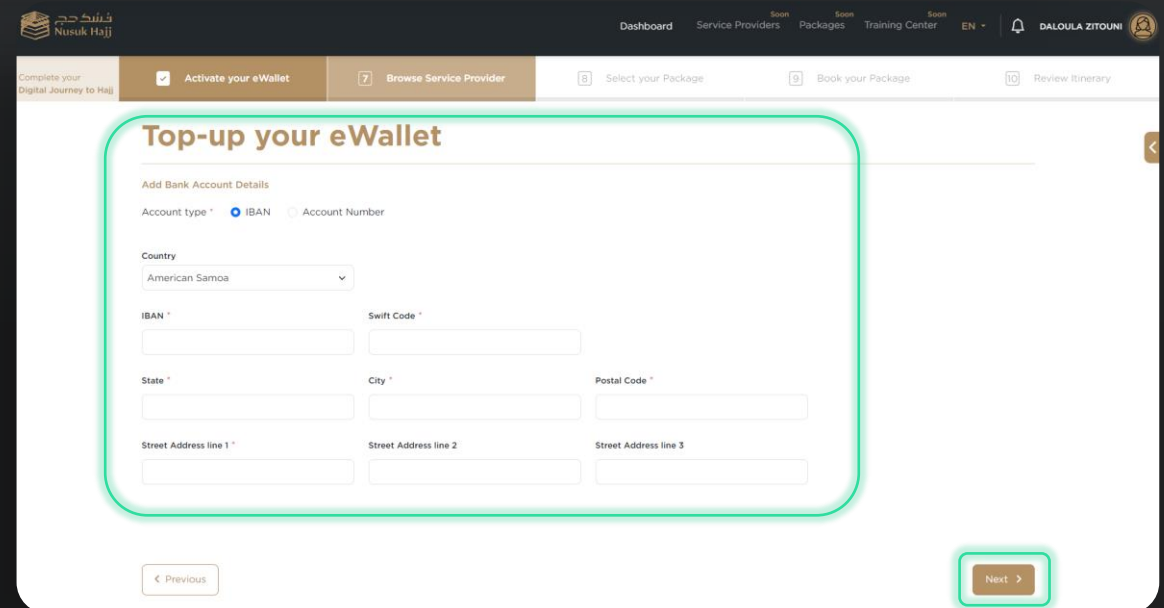 نسك حج
Nusuk Hajj
Dashboard
Service Providers Soon
Packages Soon
Training Center Soon
EN
DALOULA ZITOUNI
Complete your
Digital Journey to Hajj
Activate your eWallet
7 Browse Service Provider
8 Select your Package
9 Book your Package
10 Review Itinerary
Top-up your eWallet
Add Bank Account Details
Account type * IBAN Account Number
Country
American Samoa
IBAN * Swift Code *
State * City * Postal Code *
Street Address line 1 * Street Address line 2 Street Address line 3
Previous Next